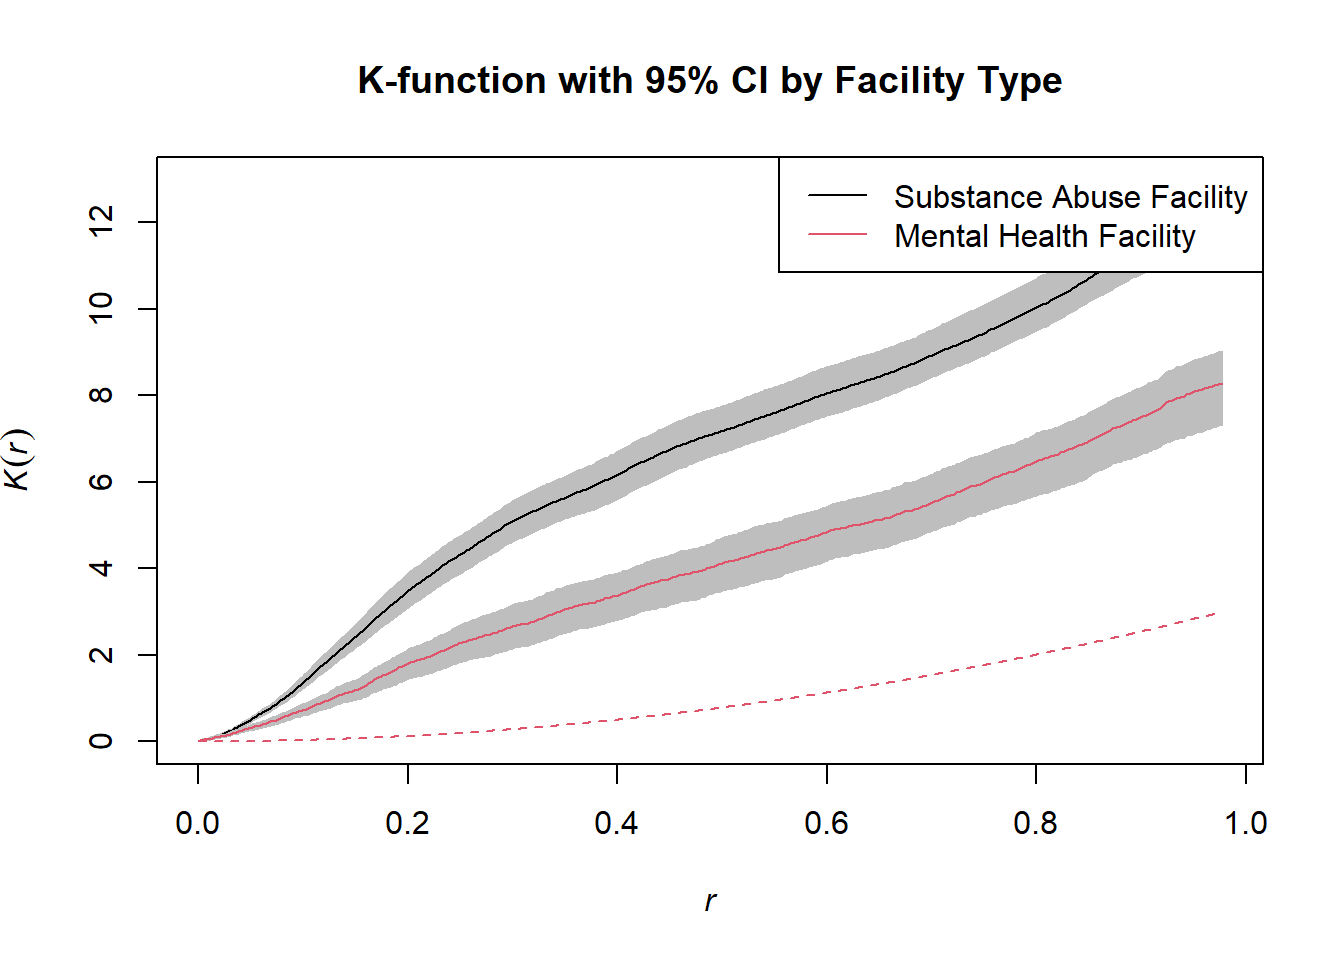 K-function with 95% CI by Facility Type
Substance Abuse Facility
Mental Health Facility
12
10
8
6
4
2
0
K(r)
0.0 0.2 0.4 0.6 0.8 1.0
r